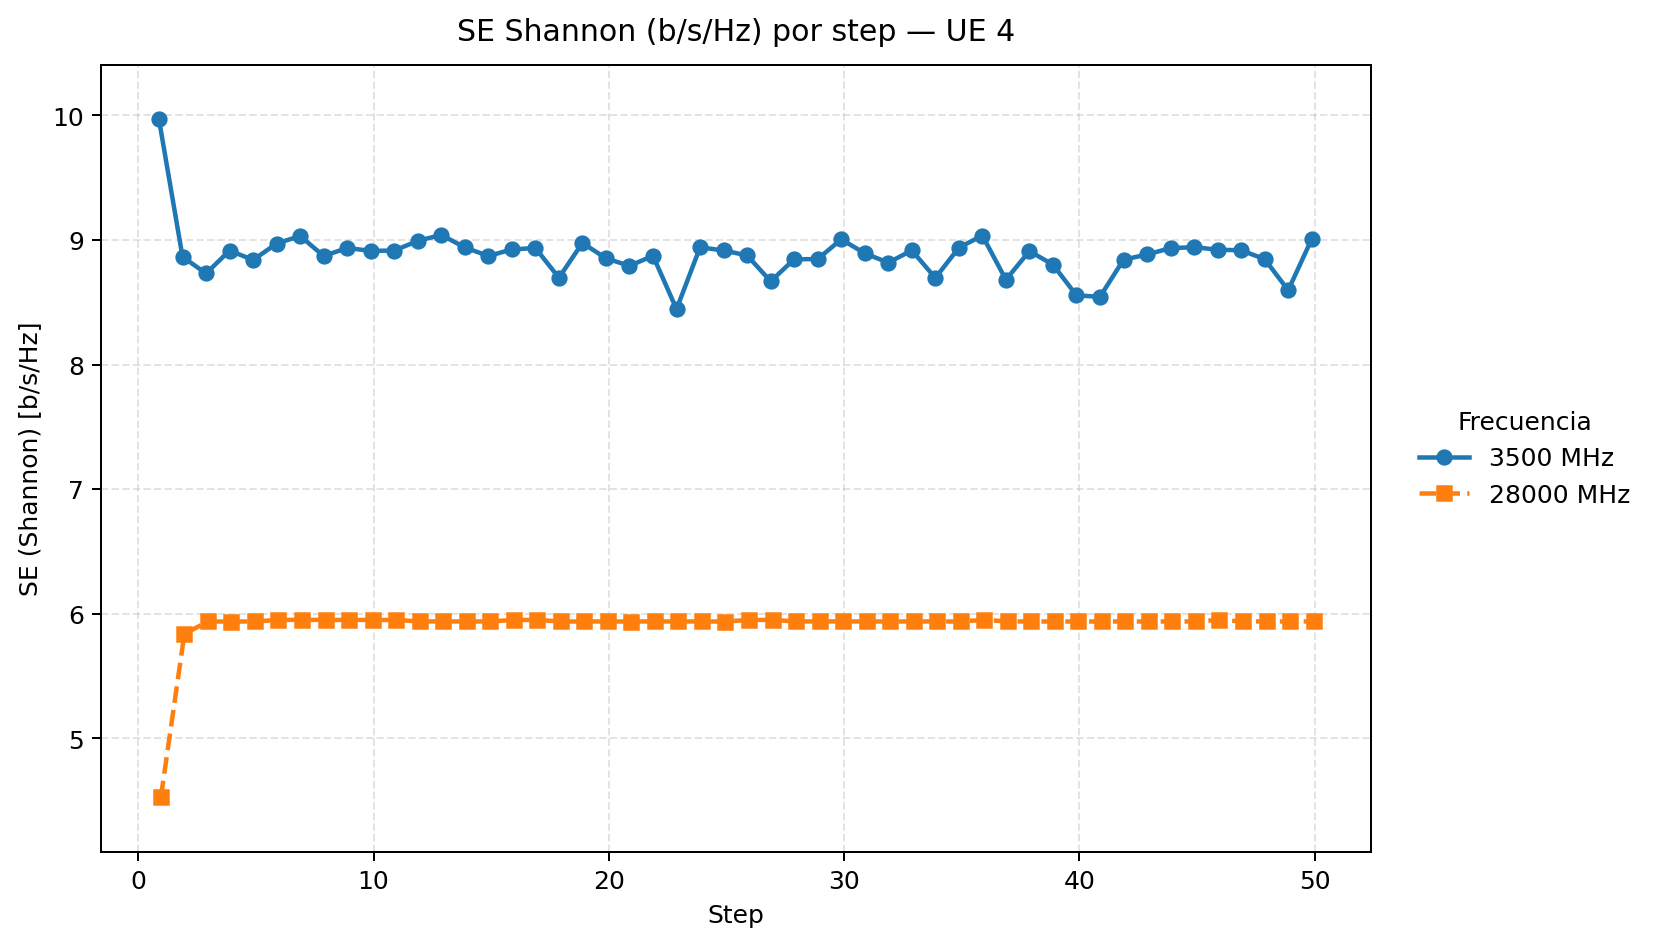 SE Shannon (b/s/Hz) por step — UE 4
SE (Shannon) [b/s/Hz]
10
9
8
7
6
5
0 10 20 30 40 50
Step
Frecuencia
3500 MHz
28000 MHz